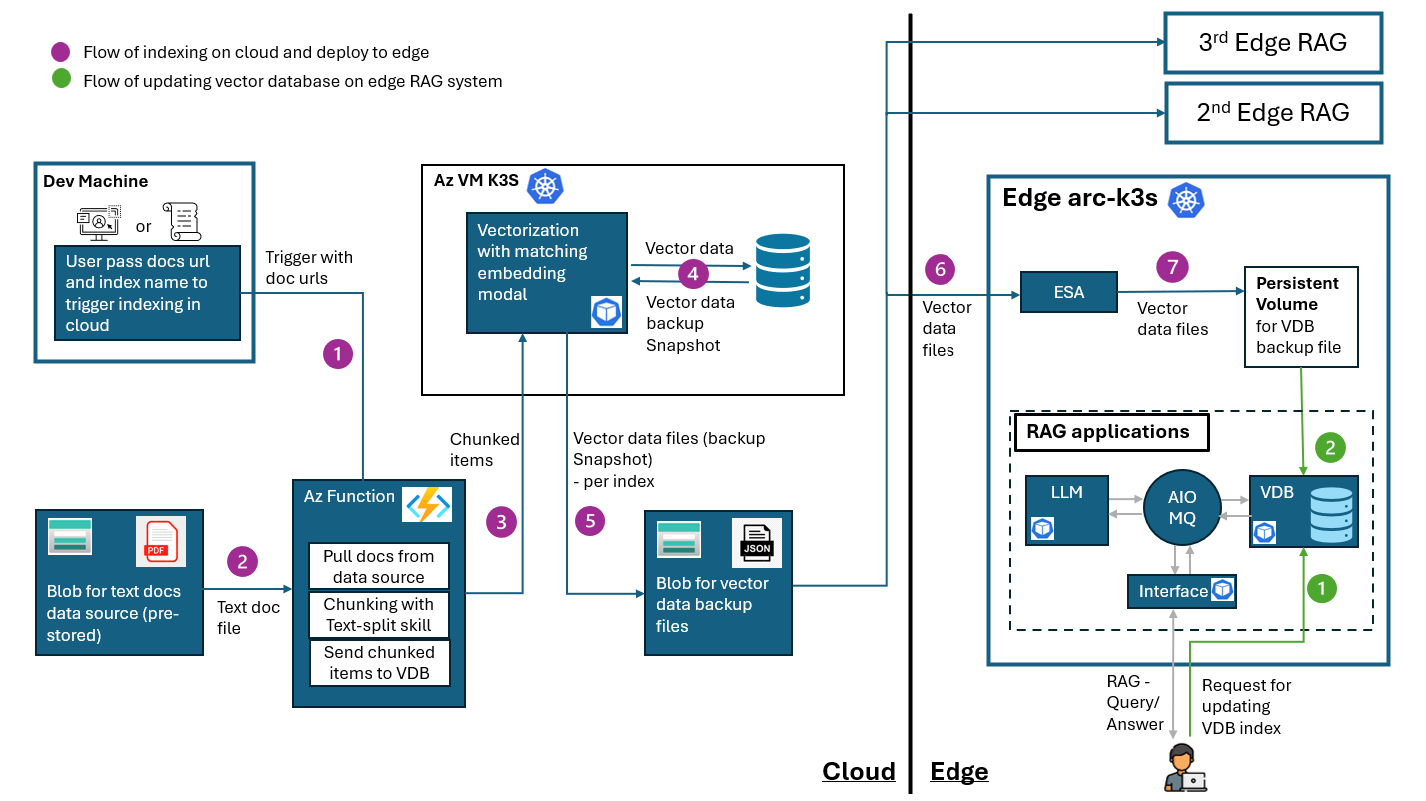 Flow of indexing on cloud and deploy to edge
Flow of updating vector database on edge RAG system
3rd Edge RAG
2nd Edge RAG
Dev Machine
or
User pass docs url
and index name to
trigger indexing in
cloud
Trigger with
doc urls
1
Az VM K3S
Vectorization
with matching
embedding
modal
Vector data
4
Vector data
backup
Snapshot
Edge arc-k3s
6
Vector
data
files
ESA
7
Vector
data files
Persistent
Volume
for VDB
backup file
Chunked
items
3
Vector data files (backup
Snapshot)
- per index
5
PDF
Blob for text docs
data source (pre-
stored)
2
Text doc
file
Az Function
Pull docs from
data source
Chunking with
Text-split skill
Send chunked
items to VDB
JSON
Blob for vector
data backup
files
RAG applications
2
LLM
AIO
MQ
VDB
Interface
1
RAG -
Query/
Answer
Request for
updating
VDB index
Cloud
Edge